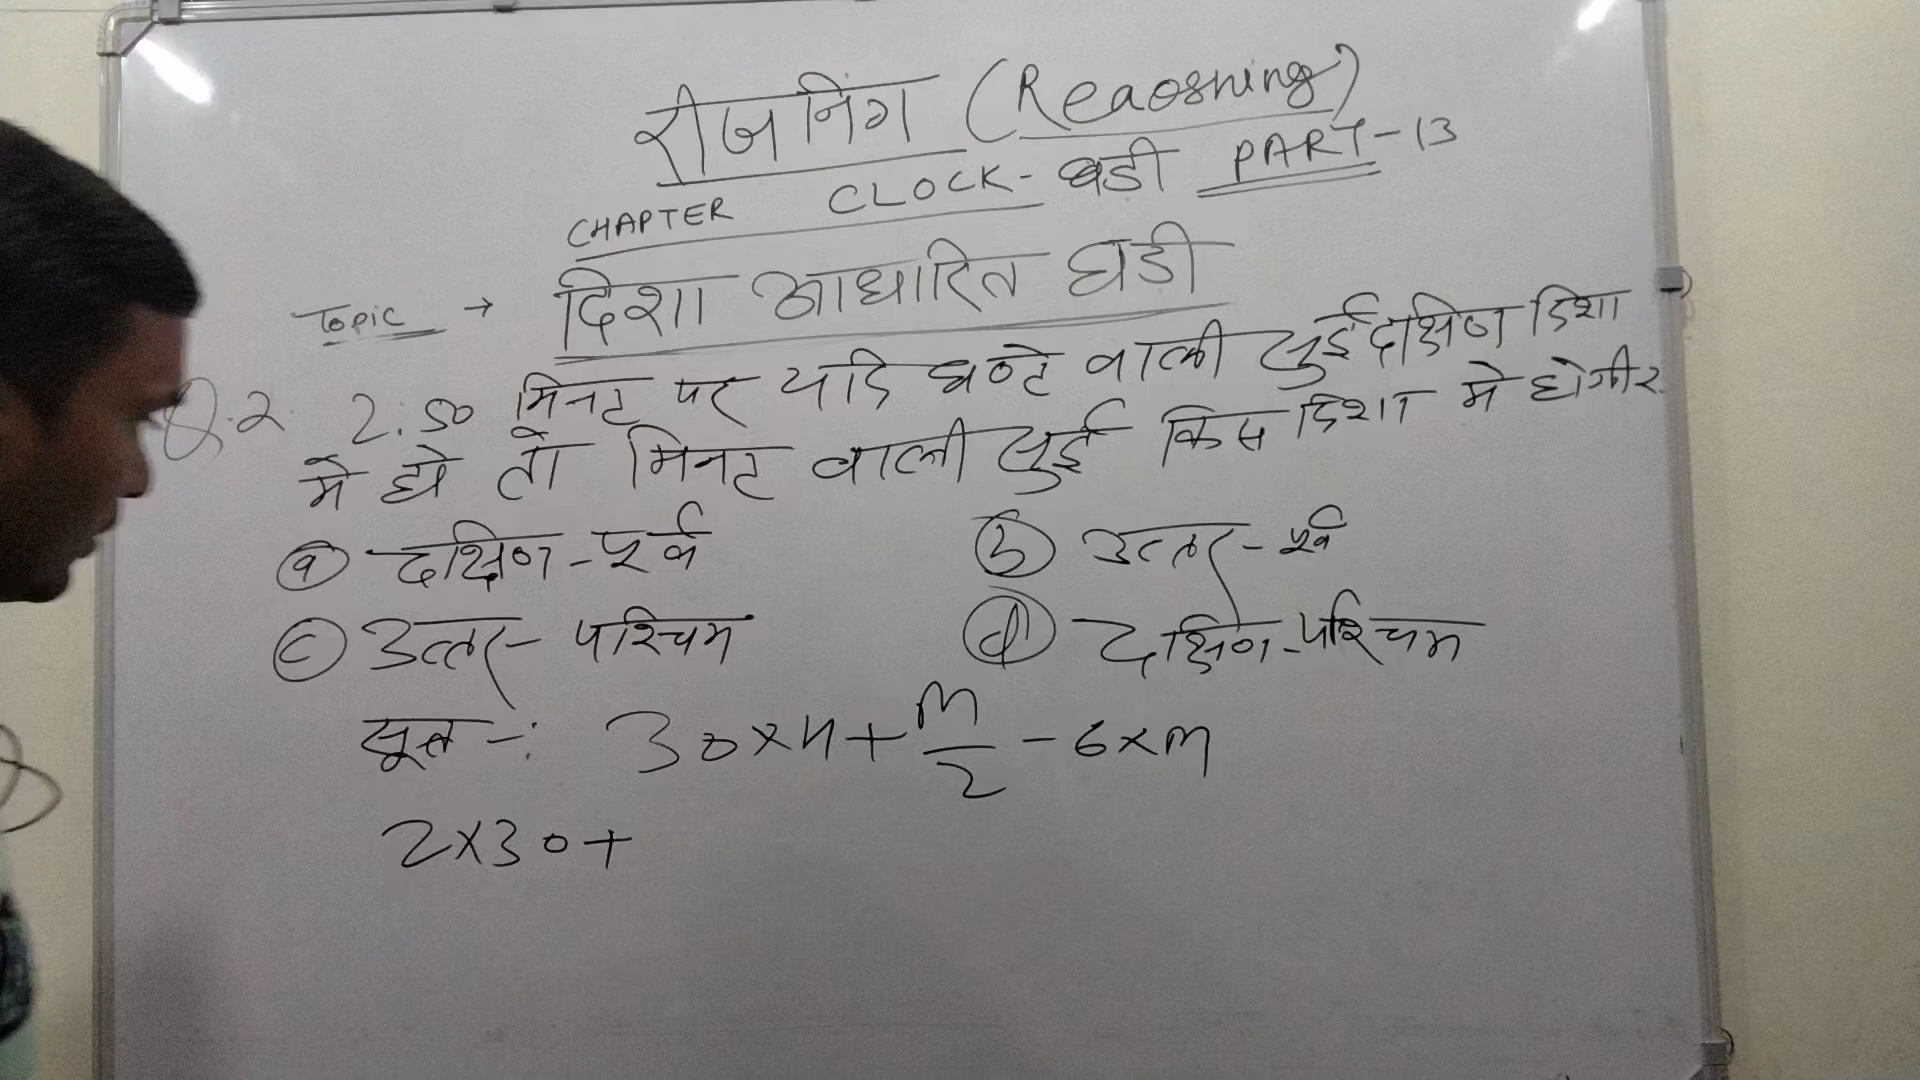 रीजनिंग (Reaosning)
CHAPTER CLOCK - घडी PART-13
Topic → दिशा आधारित घडी
Q.2 2:50 मिनट पर यदि घण्टे वाली सुई दक्षिण दिशा
मे हो तो मिनट वाली सुई किस दिशा मे होगी?
a दक्षिण-पूर्व b उत्तर-पूर्व
c उत्तर-पश्चिम d दक्षिण-पश्चिम
सूत्र -: 30×H+M/2-6×M
2×30+